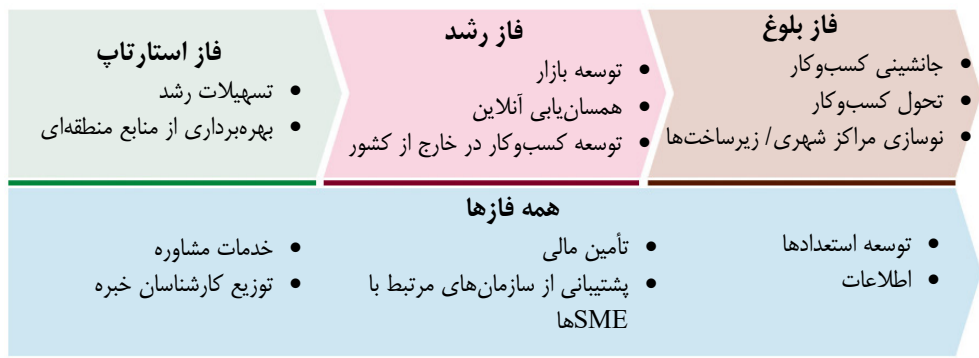 فاز استارتاپ
• تسهیلات رشد
• بهره‌برداری از منابع منطقه‌ای
فاز رشد
• توسعه بازار
• همسان‌یابی آنلاین
• توسعه کسب‌وکار در خارج از کشور
فاز بلوغ
• جانشینی کسب‌وکار
• تحول کسب‌وکار
• نوسازی مراکز شهری/ زیرساخت‌ها
همه فازها
• توسعه استعدادها
• اطلاعات
• تأمین مالی
• پشتیبانی از سازمان‌های مرتبط با
SMEها
• خدمات مشاوره
• توزیع کارشناسان خبره